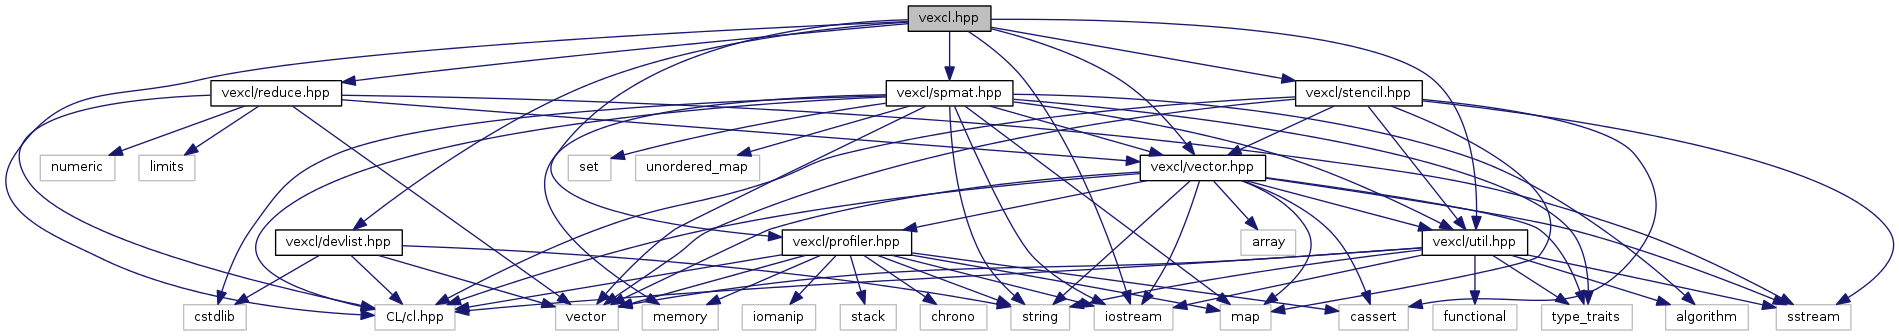 vexcl.hpp
vexcl/reduce.hpp
vexcl/spmat.hpp
vexcl/stencil.hpp
numeric
limits
set
unordered_map
vexcl/vector.hpp
vexcl/devlist.hpp
vexcl/profiler.hpp
array
vexcl/util.hpp
cstdlib
CL/cl.hpp
vector
memory
iomanip
stack
chrono
string
iostream
map
cassert
functional
type_traits
algorithm
sstream